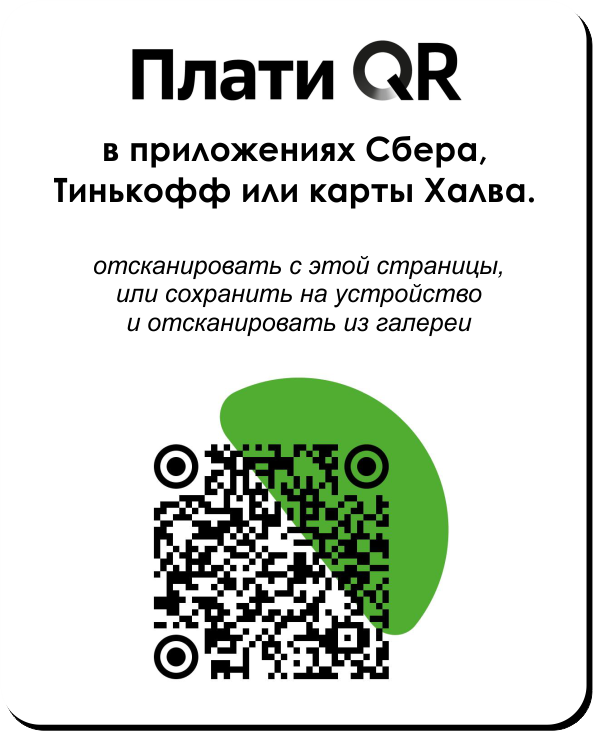 Плати QR
в приложениях Сбера,
Тинькофф или карты Халва.
отсканировать с этой страницы,
или сохранить на устройство
и отсканировать из галереи